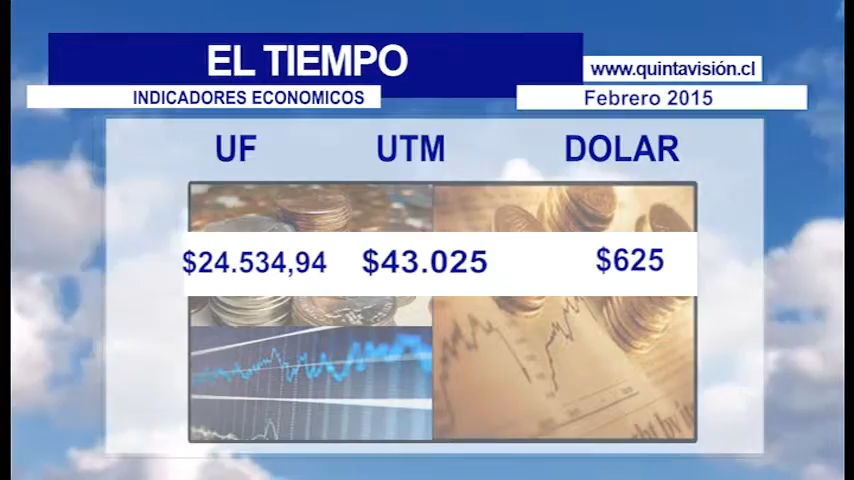 EL TIEMPO
www.quintavisión.cl
INDICADORES ECONOMICOS
Febrero 2015
UF UTM DOLAR
$24.534,94 $43.025 $625